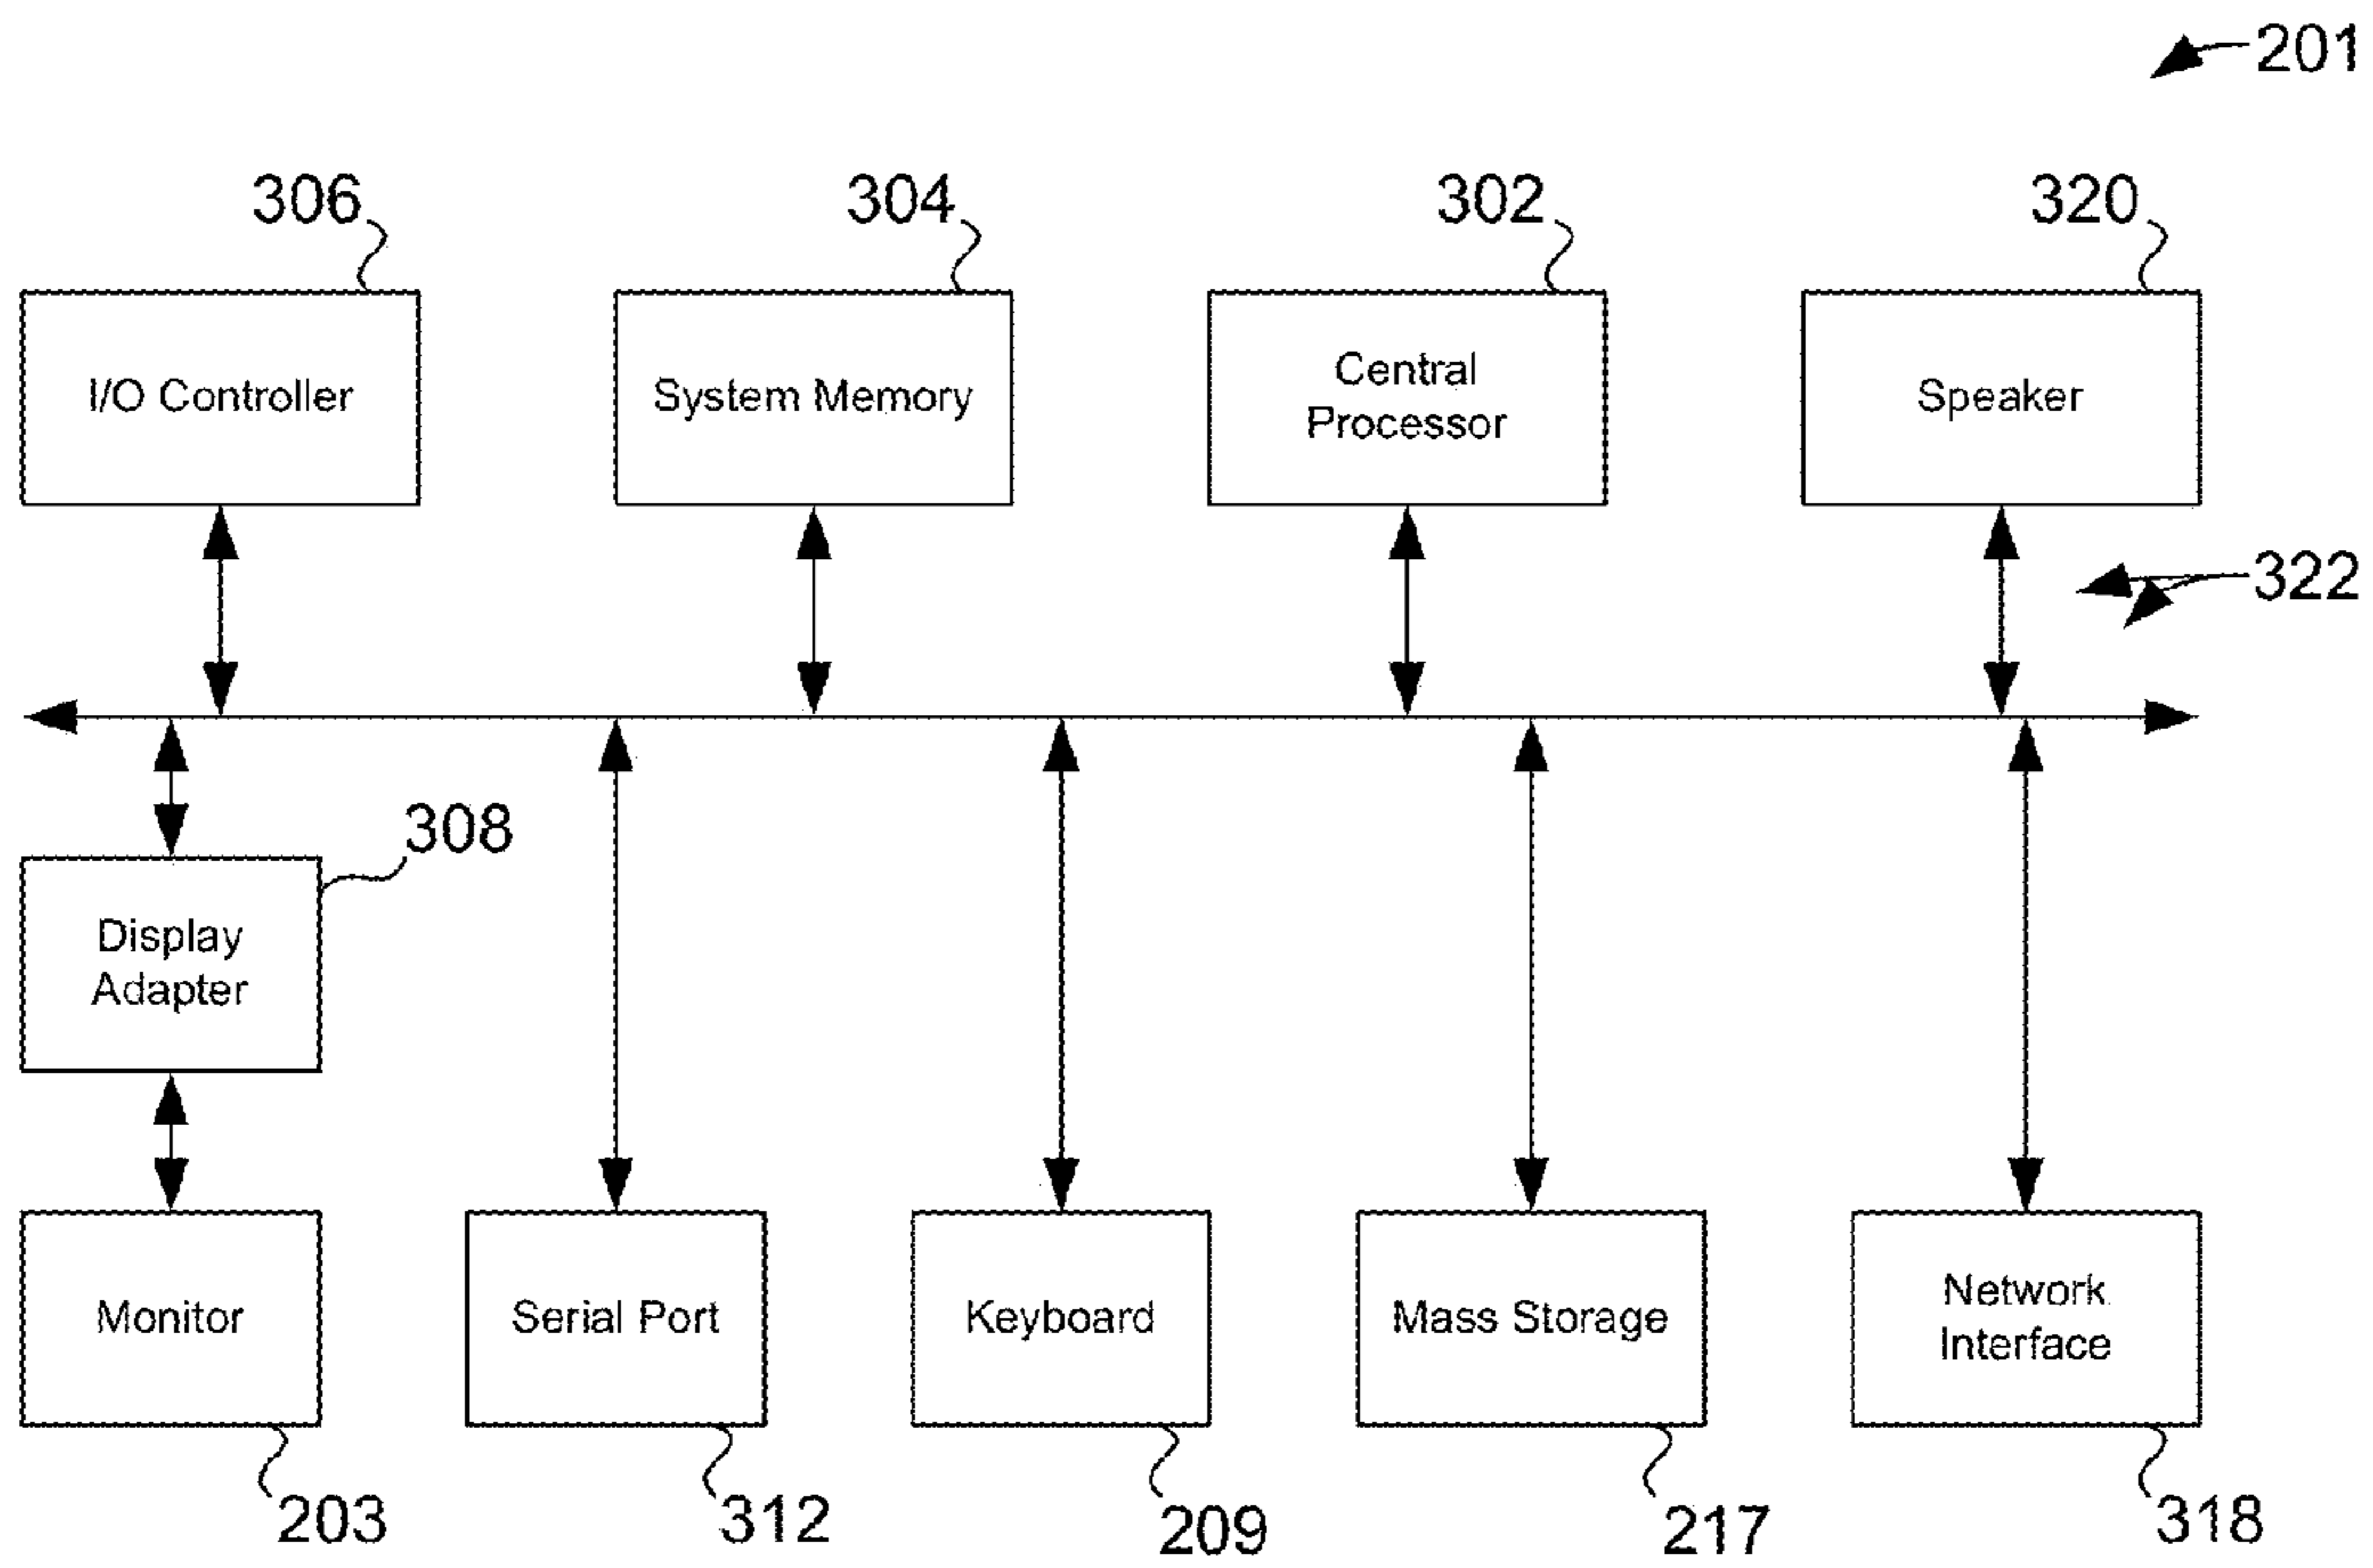 201
306
304
302
320
I/O Controller
System Memory
Central
Processor
Speaker
322
308
Display
Adapter
Monitor
Serial Port
Keyboard
Mass Storage
Network
Interface
203
312
209
217
318